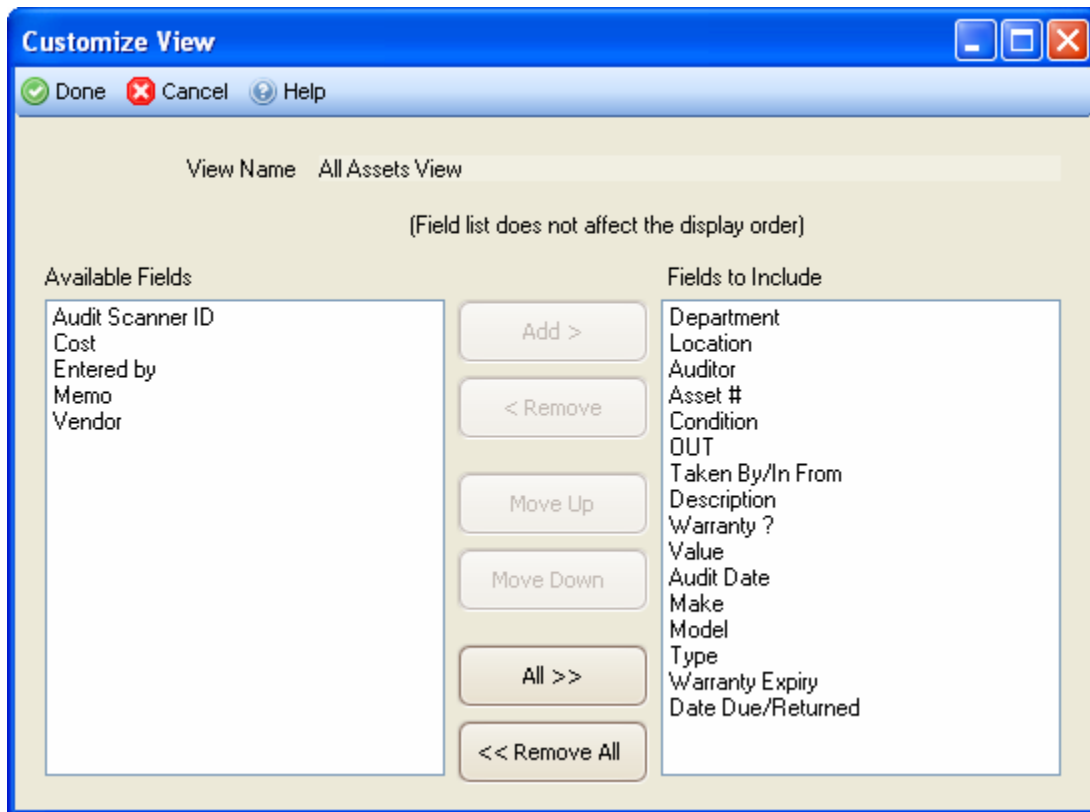 Customize View
Done Cancel Help
View Name All Assets View
(Field list does not affect the display order)
Available Fields
Audit Scanner ID
Cost
Entered by
Memo
Vendor
Add >
< Remove
Move Up
Move Down
All >>
<< Remove All
Fields to Include
Department
Location
Auditor
Asset #
Condition
OUT
Taken By/In From
Description
Warranty ?
Value
Audit Date
Make
Model
Type
Warranty Expiry
Date Due/Returned